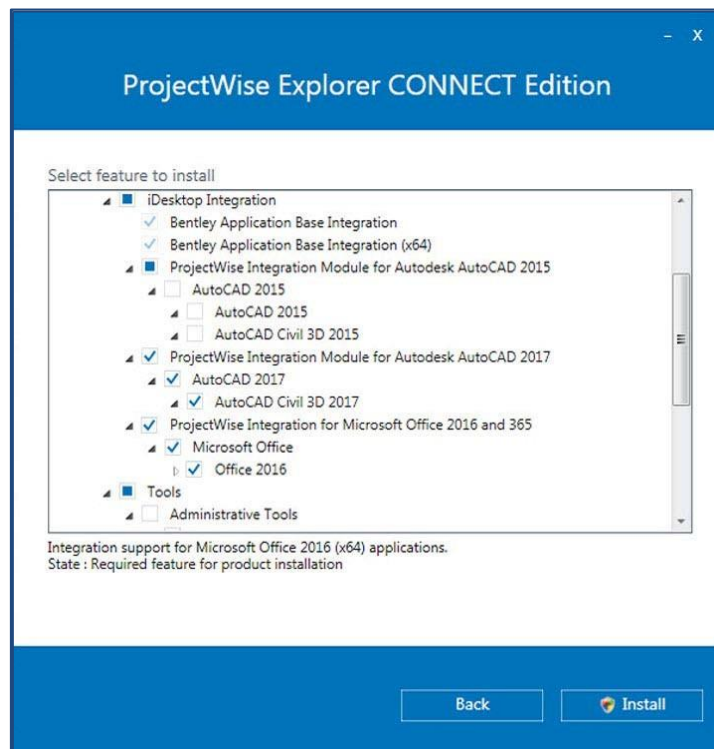 – X
ProjectWise Explorer CONNECT Edition
Select feature to install
iDesktop Integration
Bentley Application Base Integration
Bentley Application Base Integration (x64)
ProjectWise Integration Module for Autodesk AutoCAD 2015
AutoCAD 2015
AutoCAD 2015
AutoCAD Civil 3D 2015
ProjectWise Integration Module for Autodesk AutoCAD 2017
AutoCAD 2017
AutoCAD Civil 3D 2017
ProjectWise Integration for Microsoft Office 2016 and 365
Microsoft Office
Office 2016
Tools
Administrative Tools
Integration support for Microsoft Office 2016 (x64) applications.
State : Required feature for product installation
Back Install